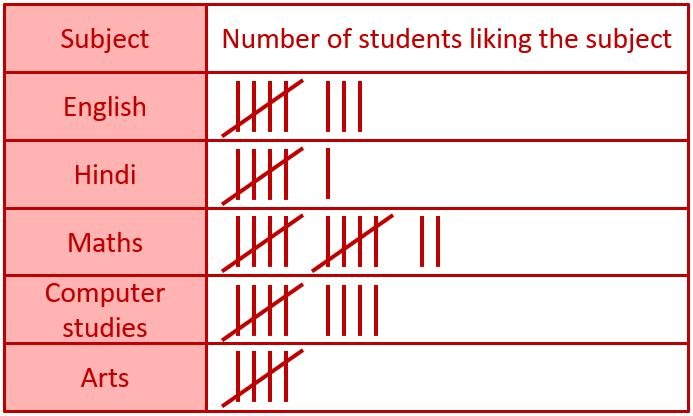 Subject
Number of students liking the subject
English
Hindi
Maths
Computer
studies
Arts